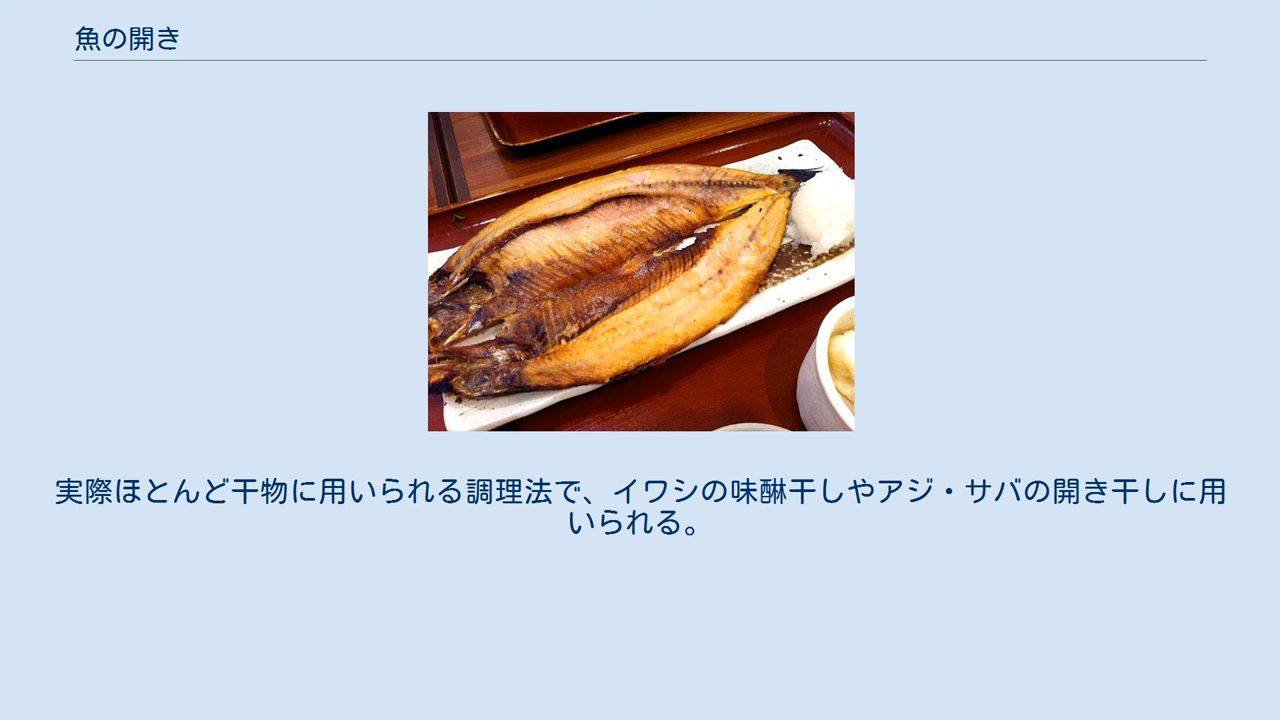 魚の開き
実際ほとんど干物に用いられる調理法で、イワシの味醂干しやアジ・サバの開き干しに用
いられる。